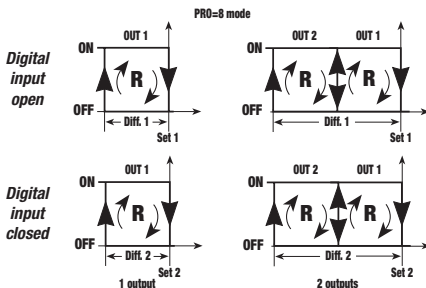 PRO=8 mode
Digital input open
ON
OUT 1
R
OFF
Diff. 1
Set 1
OUT 2 OUT 1
ON
R R
OFF
Diff. 1
Set 1
Digital input closed
ON
OUT 1
R
OFF
Diff. 2
Set 2
1 output
OUT 2 OUT 1
ON
R R
OFF
Diff. 2
Set 2
2 outputs